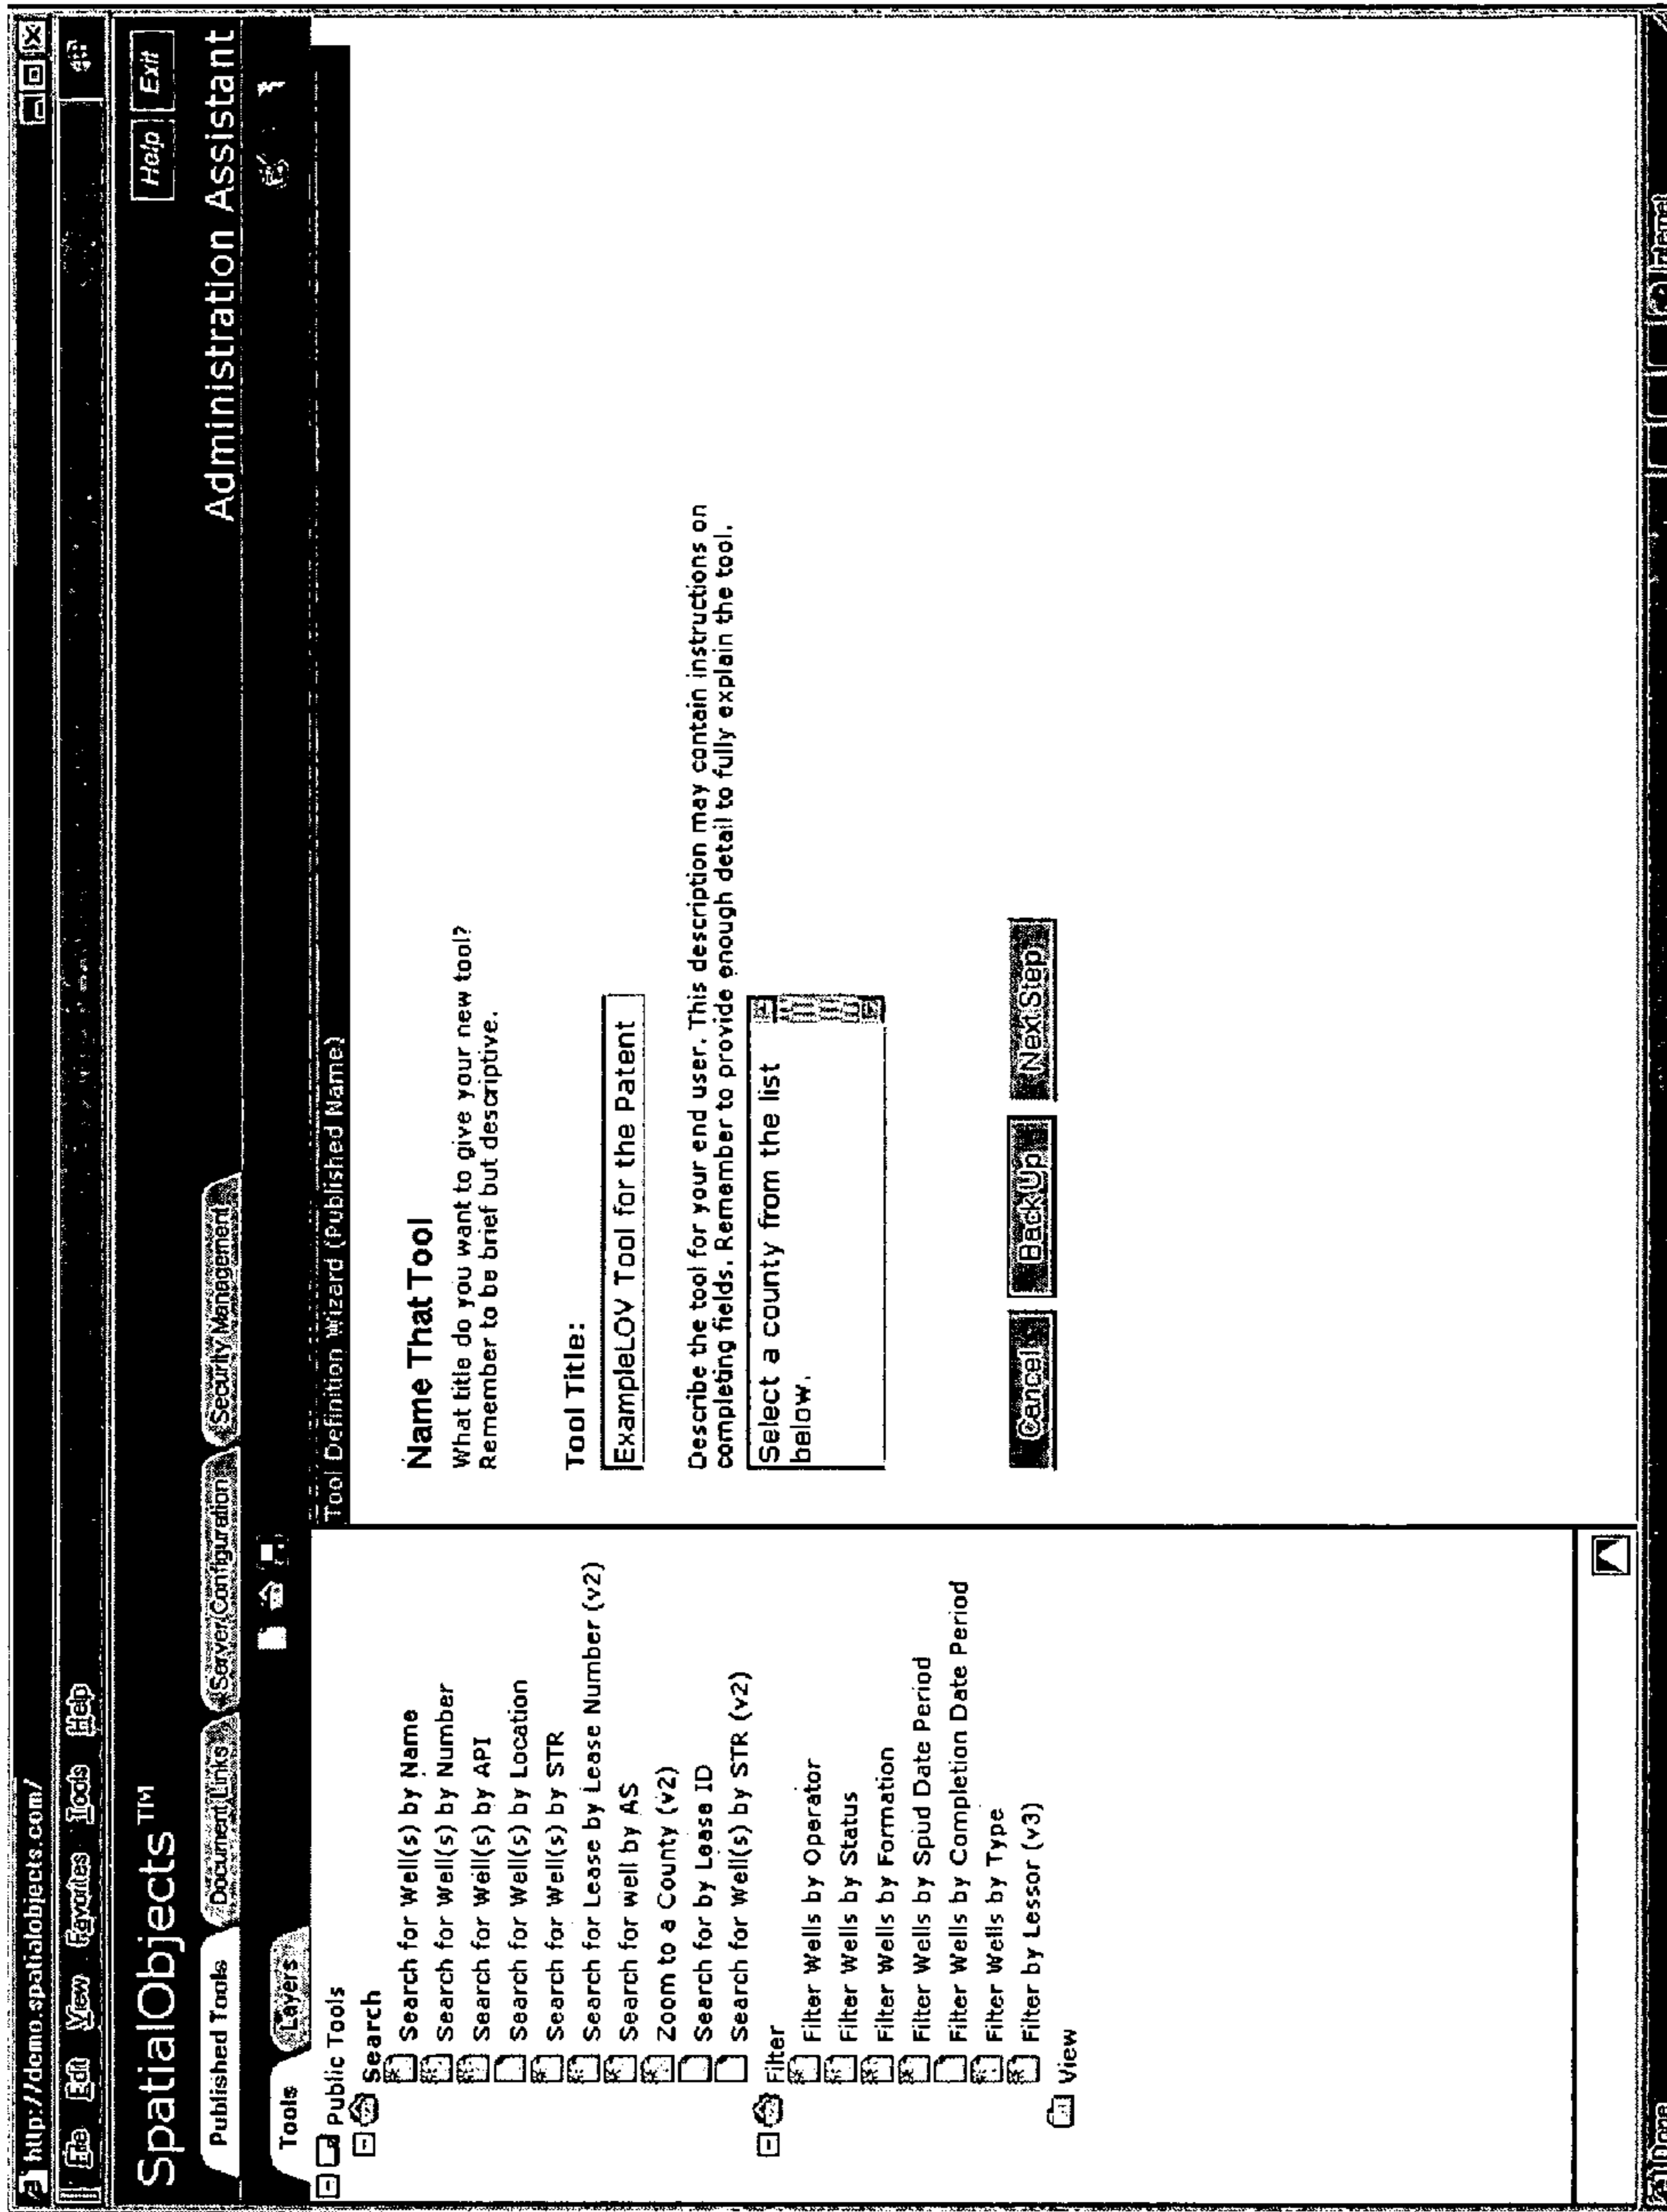 http://demo.spatialobjects.com/
File Edit View Favorites Tools Help
SpatialObjects™
Help Exit
Published Tools Document Links Server Configuration Security Management
Administration Assistant
Tools Layers
Public Tools
Search
Search for Well(s) by Name
Search for Well(s) by Number
Search for Well(s) by API
Search for Well(s) by Location
Search for Well(s) by STR
Search for Lease by Lease Number (v2)
Search for well by AS
Zoom to a County (v2)
Search for by Lease ID
Search for Well(s) by STR (v2)
Filter
Filter Wells by Operator
Filter Wells by Status
Filter Wells by Formation
Filter Wells by Spud Date Period
Filter Wells by Completion Date Period
Filter Wells by Type
Filter by Lessor (v3)
View
Tool Definition Wizard (Published Name)
Name That Tool
What title do you want to give your new tool?
Remember to be brief but descriptive.
Tool Title:
ExampleLOV Tool for the Patent
Describe the tool for your end user. This description may contain instructions on
completing fields. Remember to provide enough detail to fully explain the tool.
Select a county from the list
below.
Cancel Back Up Next Step
Done
Internet